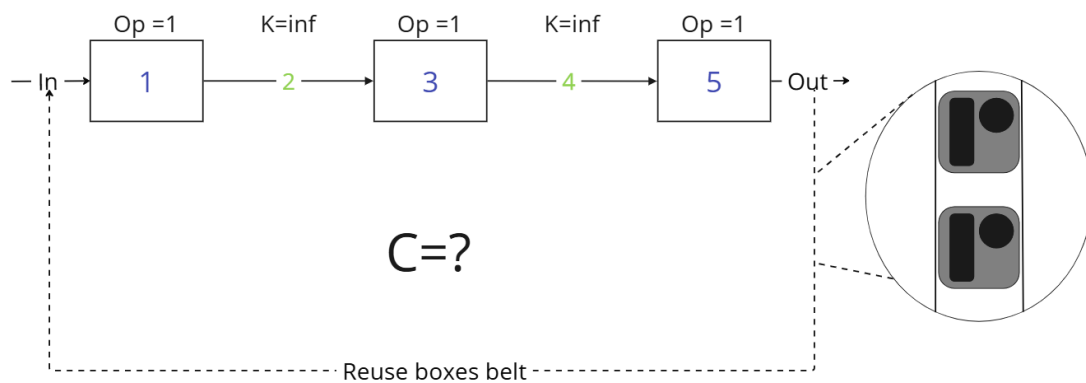 Op =1
K=inf
Op =1
K=inf
Op =1
In
1
2
3
4
5
Out
C=?
Reuse boxes belt